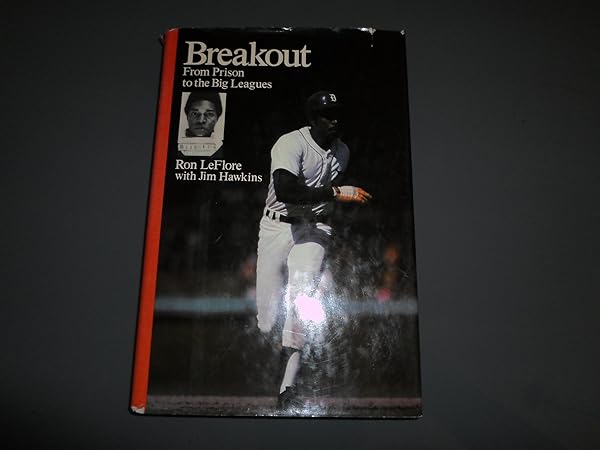 Breakout
From Prison
to the Big Leagues
Ron LeFlore
with Jim Hawkins